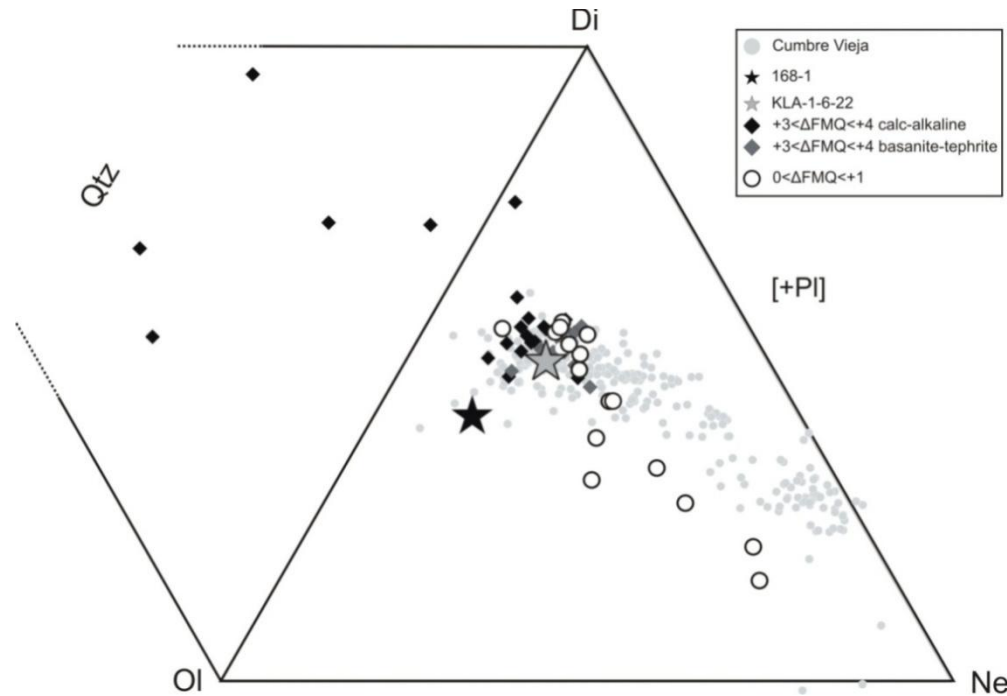 Di
Cumbre Vieja
168-1
KLA-1-6-22
+3<ΔFMQ<+4 calc-alkaline
+3<ΔFMQ<+4 basanite-tephrite
0<ΔFMQ<+1
Qtz
[+Pl]
Ol
Ne